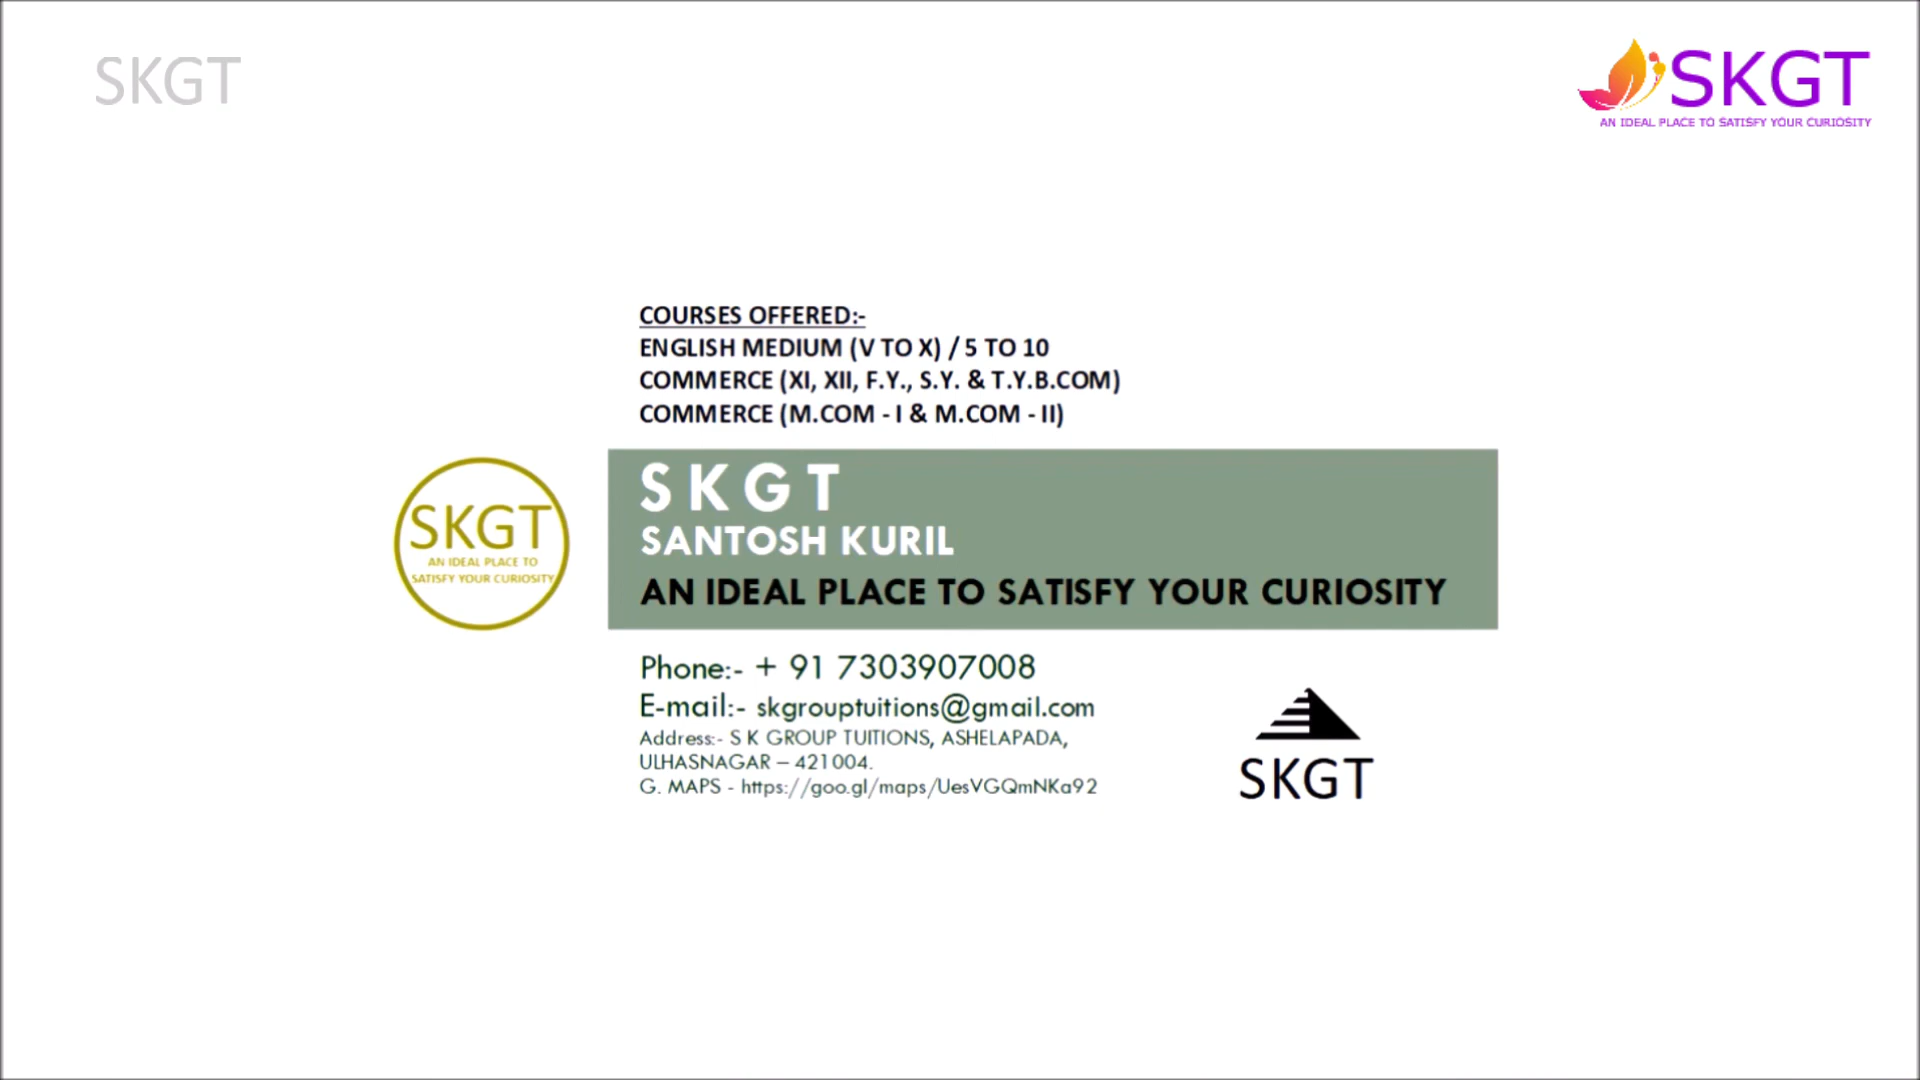 SKGT
SKGT
AN IDEAL PLACE TO SATISFY YOUR CURIOSITY
COURSES OFFERED:-
ENGLISH MEDIUM (V TO X) / 5 TO 10
COMMERCE (XI, XII, F.Y., S.Y. & T.Y.B.COM)
COMMERCE (M.COM - I & M.COM - II)
SKGT
AN IDEAL PLACE TO
SATISFY YOUR CURIOSITY
S K G T
SANTOSH KURIL
AN IDEAL PLACE TO SATISFY YOUR CURIOSITY
Phone:- + 91 7303907008
E-mail:- skgrouptuitions@gmail.com
Address:- S K GROUP TUITIONS, ASHELAPADA,
ULHASNAGAR – 421004.
G. MAPS - https://goo.gl/maps/UesVGQmNKa92
SKGT